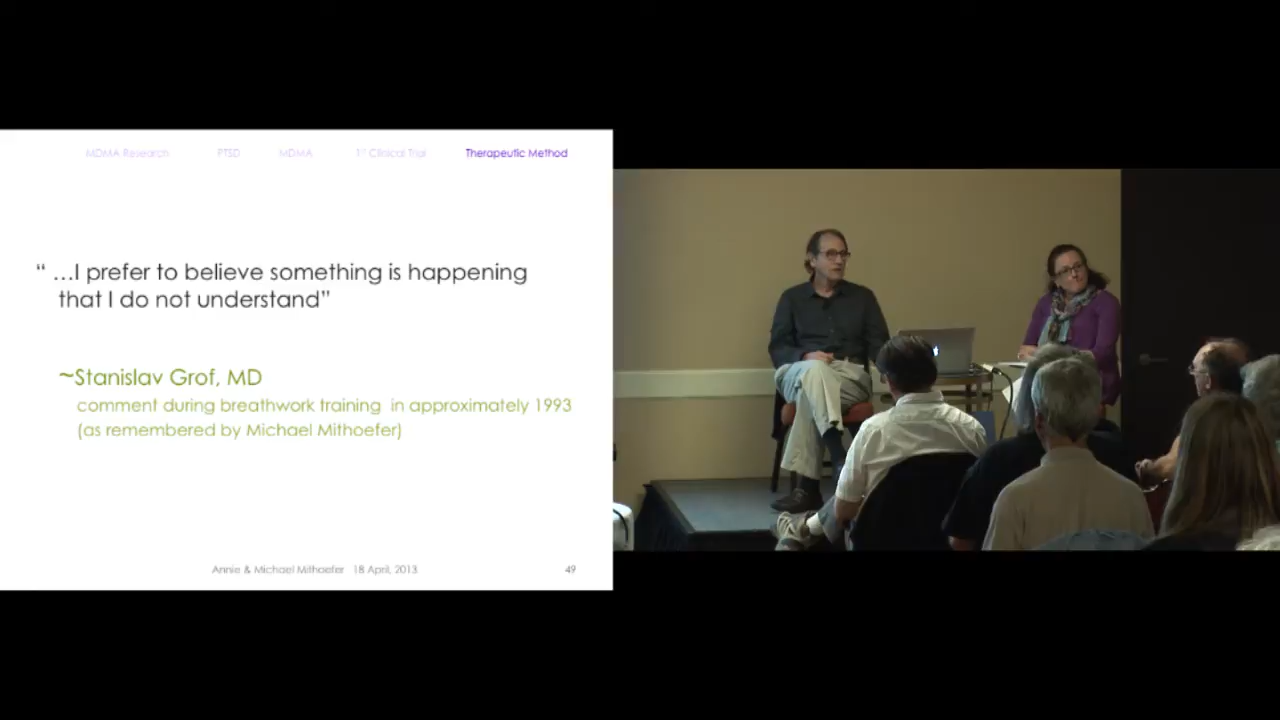 MDMA Research PTSD MDMA 1st Clinical Trial Therapeutic Method
“ …I prefer to believe something is happening
that I do not understand”
~Stanislav Grof, MD
comment during breathwork training in approximately 1993
(as remembered by Michael Mithoefer)
Annie & Michael Mithoefer 18 April, 2013 49